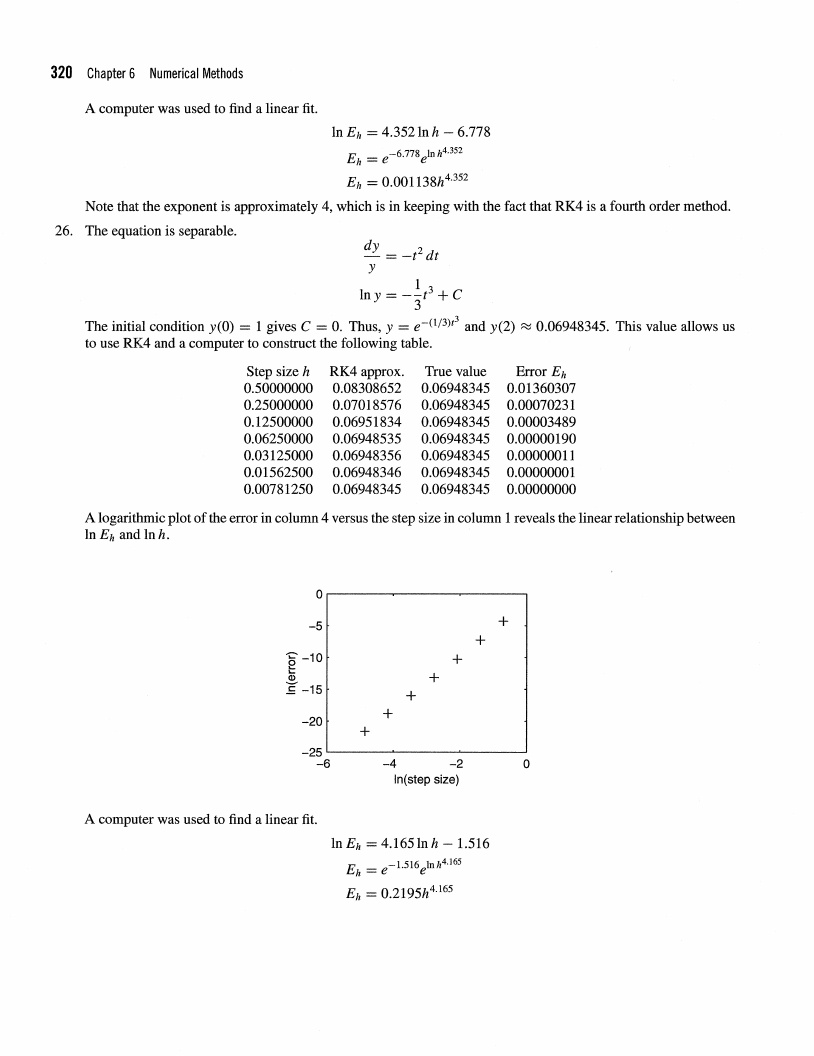 320 Chapter 6 Numerical Methods
A computer was used to find a linear fit.
ln E_h = 4.352 ln h − 6.778
E_h = e^{−6.778}e^{ln h^{4.352}}
E_h = 0.001138h^{4.352}
Note that the exponent is approximately 4, which is in keeping with the fact that RK4 is a fourth order method.
26. The equation is separable.
dy/y = −t² dt
ln y = −1/3 t³ + C
The initial condition y(0) = 1 gives C = 0. Thus, y = e^{−(1/3)t³} and y(2) ≈ 0.06948345. This value allows us
to use RK4 and a computer to construct the following table.
Step size h RK4 approx. True value Error E_h
0.50000000 0.08308652 0.06948345 0.01360307
0.25000000 0.07018576 0.06948345 0.00070231
0.12500000 0.06951834 0.06948345 0.00003489
0.06250000 0.06948535 0.06948345 0.00000190
0.03125000 0.06948356 0.06948345 0.00000011
0.01562500 0.06948346 0.06948345 0.00000001
0.00781250 0.06948345 0.06948345 0.00000000
A logarithmic plot of the error in column 4 versus the step size in column 1 reveals the linear relationship between
ln E_h and ln h.
0
−5
−10
−15
−20
−25
ln(error)
−6 −4 −2 0
ln(step size)
A computer was used to find a linear fit.
ln E_h = 4.165 ln h − 1.516
E_h = e^{−1.516}e^{ln h^{4.165}}
E_h = 0.2195h^{4.165}